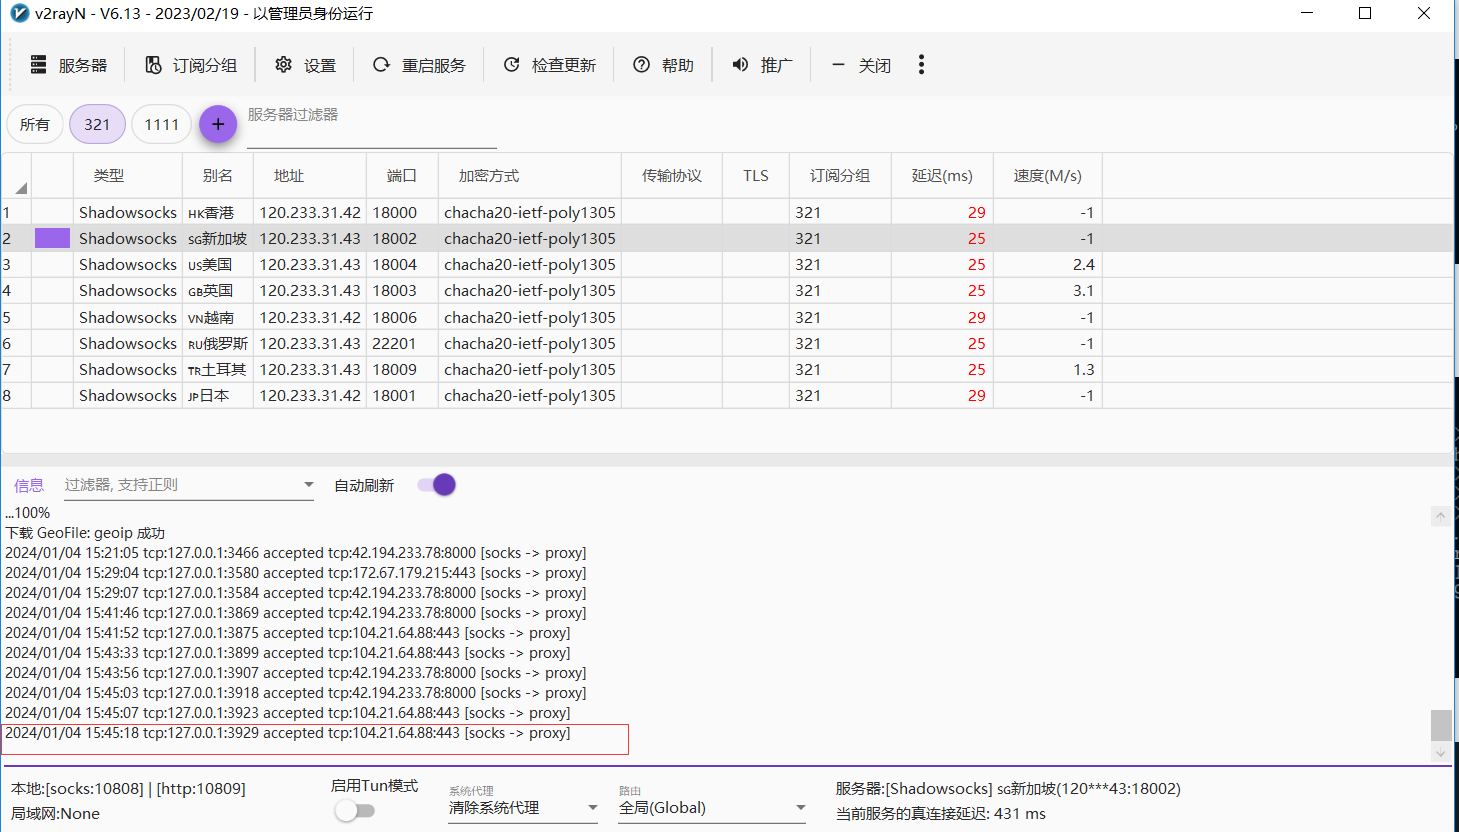 v2rayN - V6.13 - 2023/02/19 - 以管理员身份运行
服务器 订阅分组 设置 重启服务 检查更新 帮助 推广 关闭
所有 321 1111 + 服务器过滤器
类型 别名 地址 端口 加密方式 传输协议 TLS 订阅分组 延迟(ms) 速度(M/s)
1 Shadowsocks HK香港 120.233.31.42 18000 chacha20-ietf-poly1305 321 29 -1
2 Shadowsocks SG新加坡 120.233.31.43 18002 chacha20-ietf-poly1305 321 25 -1
3 Shadowsocks US美国 120.233.31.43 18004 chacha20-ietf-poly1305 321 25 2.4
4 Shadowsocks GB英国 120.233.31.43 18003 chacha20-ietf-poly1305 321 25 3.1
5 Shadowsocks VN越南 120.233.31.42 18006 chacha20-ietf-poly1305 321 29 -1
6 Shadowsocks RU俄罗斯 120.233.31.43 22201 chacha20-ietf-poly1305 321 25 -1
7 Shadowsocks TR土耳其 120.233.31.43 18009 chacha20-ietf-poly1305 321 25 1.3
8 Shadowsocks JP日本 120.233.31.42 18001 chacha20-ietf-poly1305 321 29 -1
信息 过滤器, 支持正则 自动刷新
...100%
下载 GeoFile: geoip 成功
2024/01/04 15:21:05 tcp:127.0.0.1:3466 accepted tcp:42.194.233.78:8000 [socks -> proxy]
2024/01/04 15:29:04 tcp:127.0.0.1:3580 accepted tcp:172.67.179.215:443 [socks -> proxy]
2024/01/04 15:29:07 tcp:127.0.0.1:3584 accepted tcp:42.194.233.78:8000 [socks -> proxy]
2024/01/04 15:41:46 tcp:127.0.0.1:3869 accepted tcp:42.194.233.78:8000 [socks -> proxy]
2024/01/04 15:41:52 tcp:127.0.0.1:3875 accepted tcp:104.21.64.88:443 [socks -> proxy]
2024/01/04 15:43:33 tcp:127.0.0.1:3899 accepted tcp:104.21.64.88:443 [socks -> proxy]
2024/01/04 15:43:56 tcp:127.0.0.1:3907 accepted tcp:42.194.233.78:8000 [socks -> proxy]
2024/01/04 15:45:03 tcp:127.0.0.1:3918 accepted tcp:42.194.233.78:8000 [socks -> proxy]
2024/01/04 15:45:07 tcp:127.0.0.1:3923 accepted tcp:104.21.64.88:443 [socks -> proxy]
2024/01/04 15:45:18 tcp:127.0.0.1:3929 accepted tcp:104.21.64.88:443 [socks -> proxy]
本地:[socks:10808] | [http:10809]
局域网:None
启用Tun模式
系统代理
清除系统代理
路由
全局(Global)
服务器:[Shadowsocks] SG新加坡(120***43:18002)
当前服务的真连接延迟: 431 ms